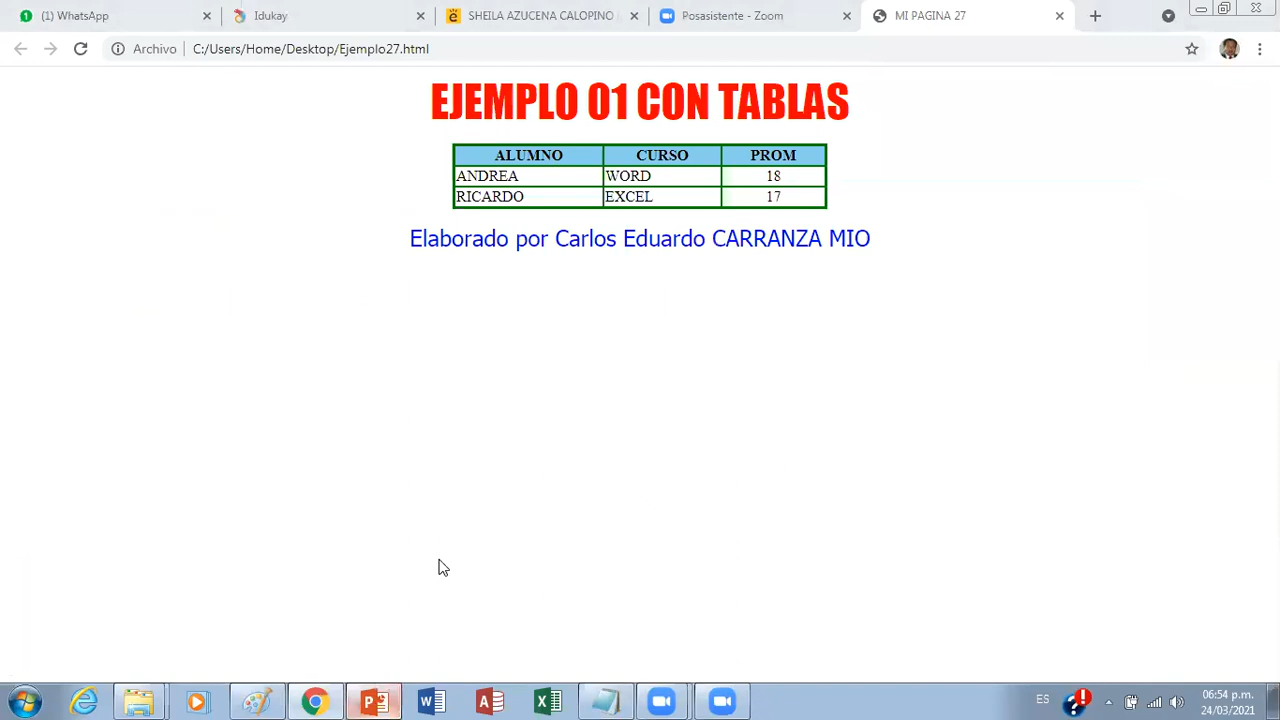 (1) WhatsApp
Idukay
SHEILA AZUCENA CALOPINO
Posasistente - Zoom
MI PAGINA 27
Archivo C:/Users/Home/Desktop/Ejemplo27.html
EJEMPLO 01 CON TABLAS
ALUMNO CURSO PROM
ANDREA WORD 18
RICARDO EXCEL 17
Elaborado por Carlos Eduardo CARRANZA MIO
ES
06:54 p.m.
24/03/2021